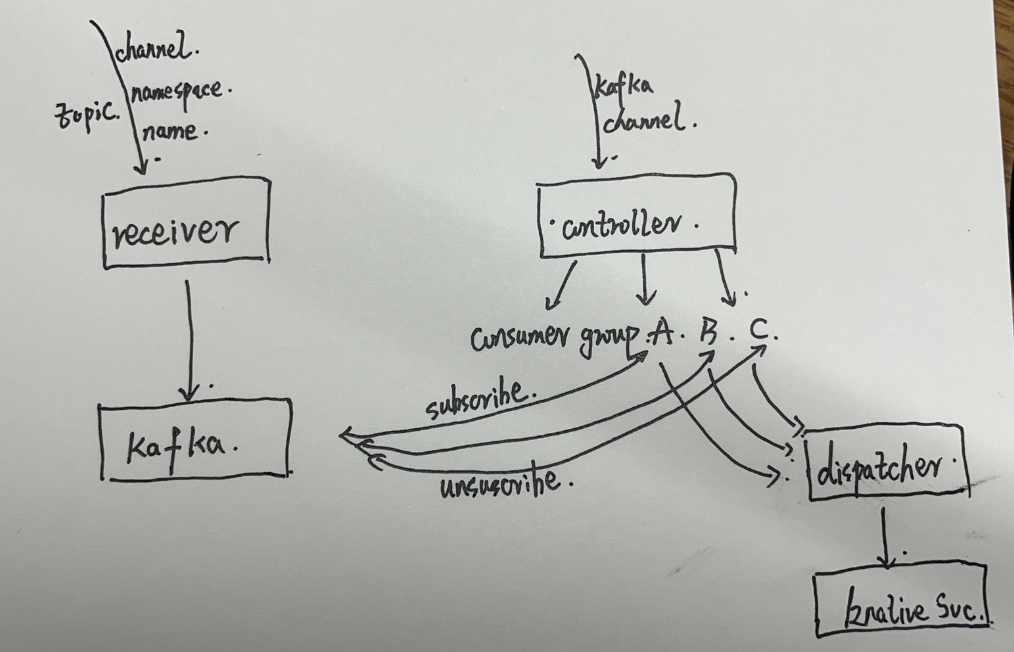 channel.
namespace.
topic.
name.
receiver
kafka.
kafka
channel.
controller.
consumer group.A. B. C.
subscribe.
unsuscribe.
dispatcher.
knative Svc.